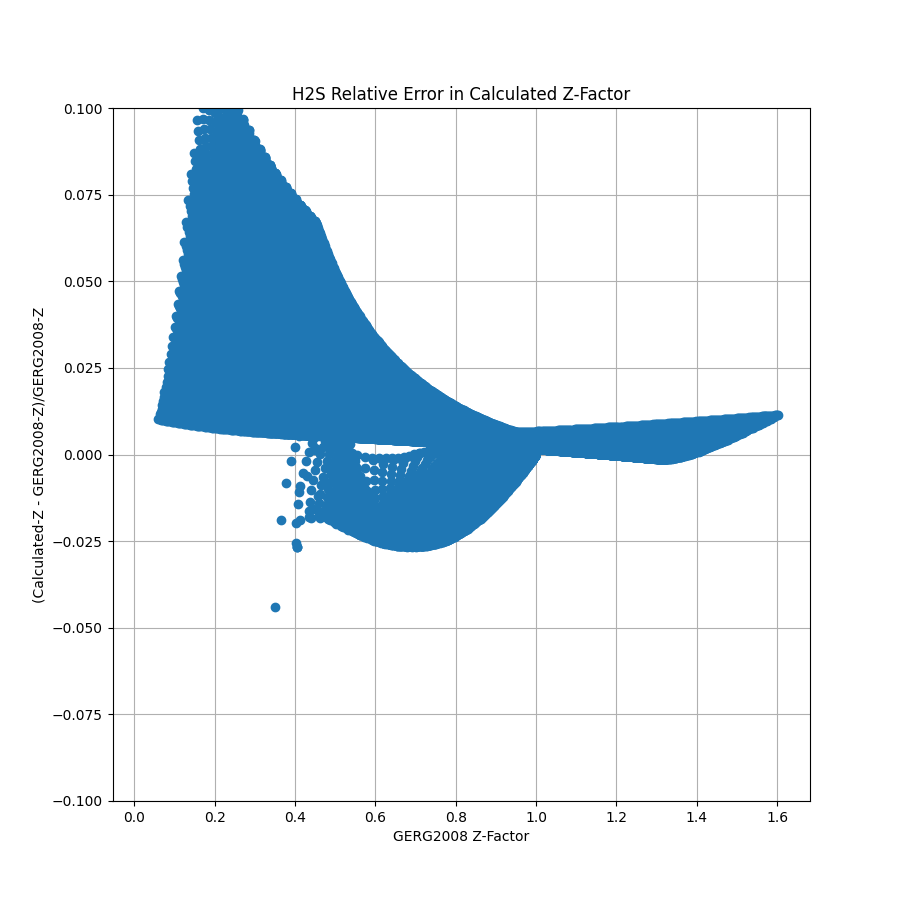 H2S Relative Error in Calculated Z-Factor
0.100
0.075
0.050
0.025
0.000
−0.025
−0.050
−0.075
−0.100
(Calculated-Z - GERG2008-Z)/GERG2008-Z
0.0 0.2 0.4 0.6 0.8 1.0 1.2 1.4 1.6
GERG2008 Z-Factor